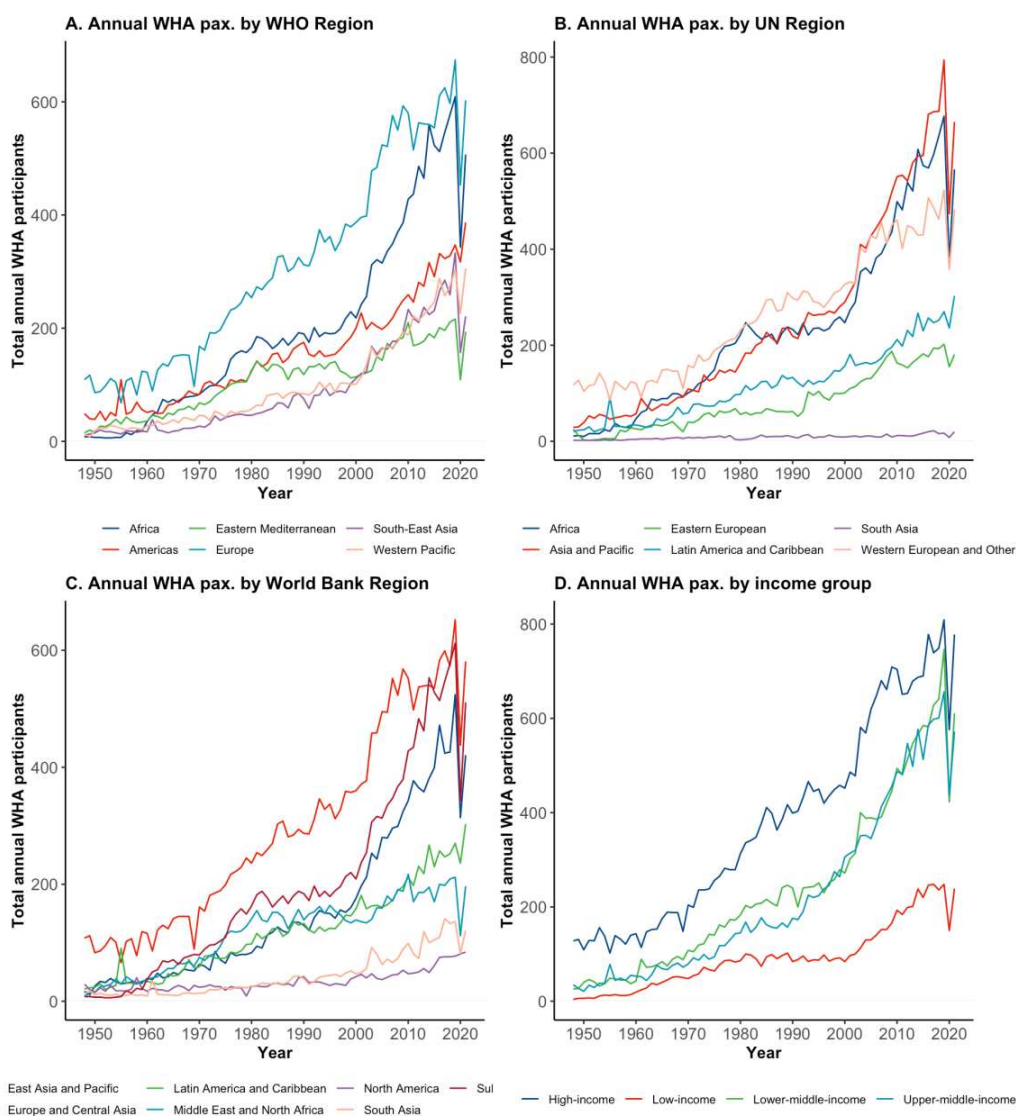 A. Annual WHA pax. by WHO Region
Total annual WHA participants
600
400
200
0
1950 1960 1970 1980 1990 2000 2010 2020
Year
Africa Eastern Mediterranean South-East Asia
Americas Europe Western Pacific
B. Annual WHA pax. by UN Region
Total annual WHA participants
800
600
400
200
0
1950 1960 1970 1980 1990 2000 2010 2020
Year
Africa Eastern European South Asia
Asia and Pacific Latin America and Caribbean Western European and Other
C. Annual WHA pax. by World Bank Region
Total annual WHA participants
600
400
200
0
1950 1960 1970 1980 1990 2000 2010 2020
Year
East Asia and Pacific Latin America and Caribbean North America Sul
Europe and Central Asia Middle East and North Africa South Asia
D. Annual WHA pax. by income group
Total annual WHA participants
800
600
400
200
0
1950 1960 1970 1980 1990 2000 2010 2020
Year
High-income Low-income Lower-middle-income Upper-middle-income